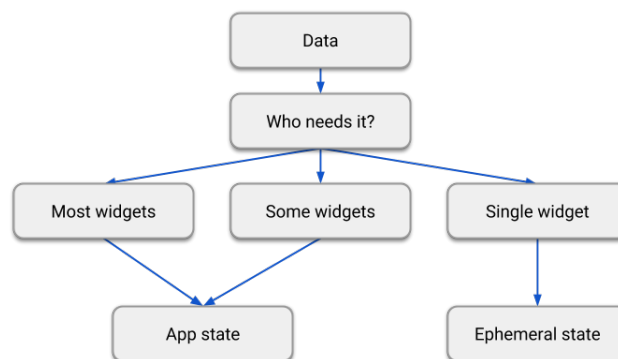 Data
Who needs it?
Most widgets
Some widgets
Single widget
App state
Ephemeral state